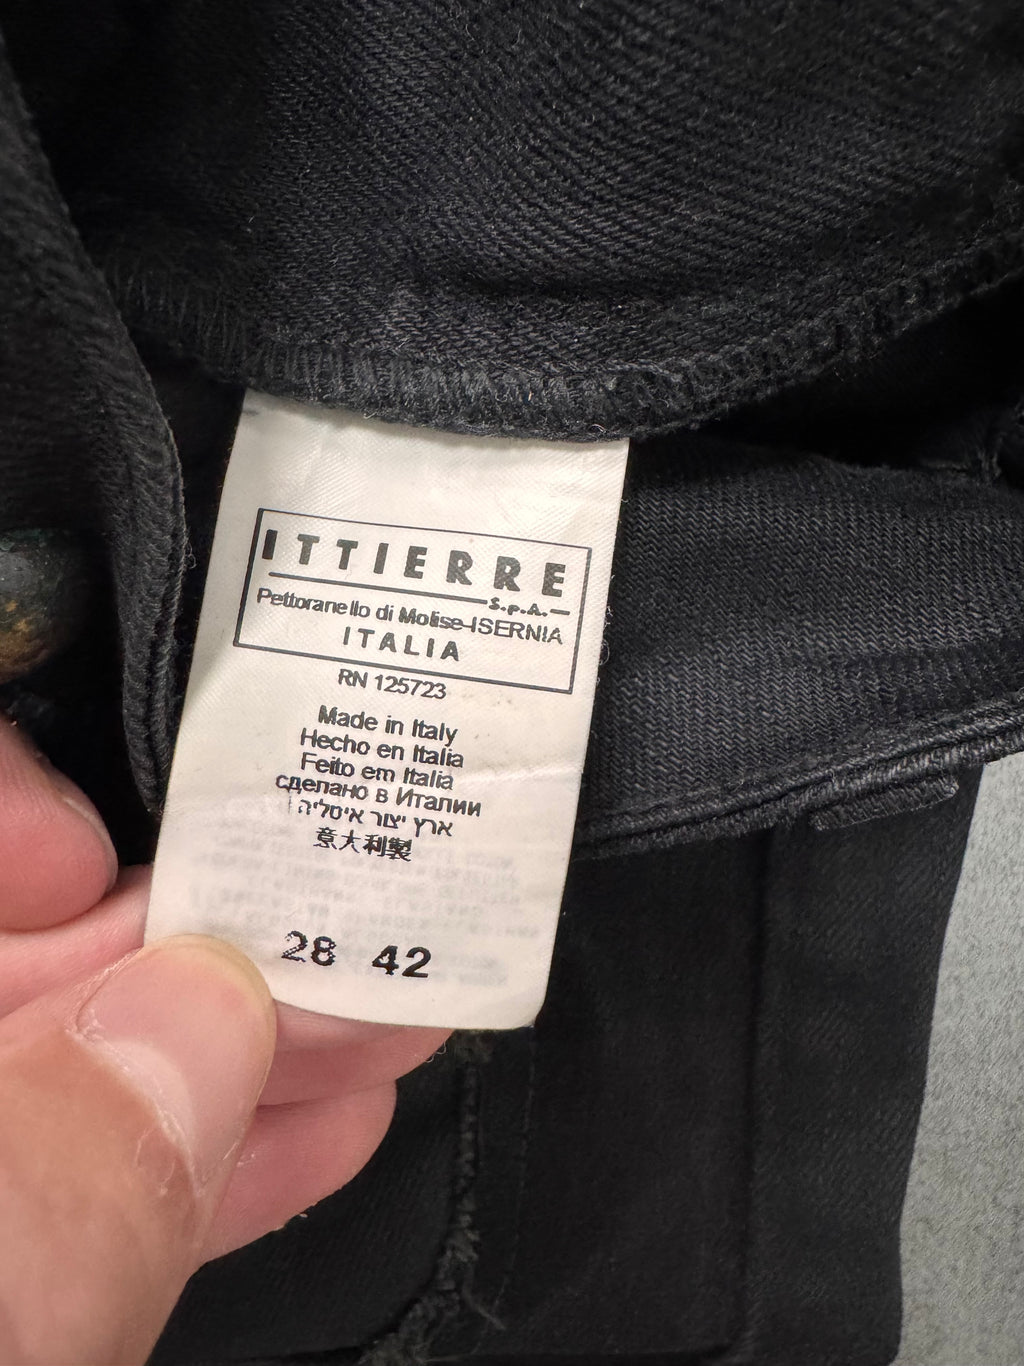 ITTIERRE
S.p.A.
Pettoranello di Molise-ISERNIA
ITALIA
RN 125723
Made in Italy
Hecho en Italia
Feito em Italia
сделано в Италии
ארץ ייצור איטליה
意大利製
28 42